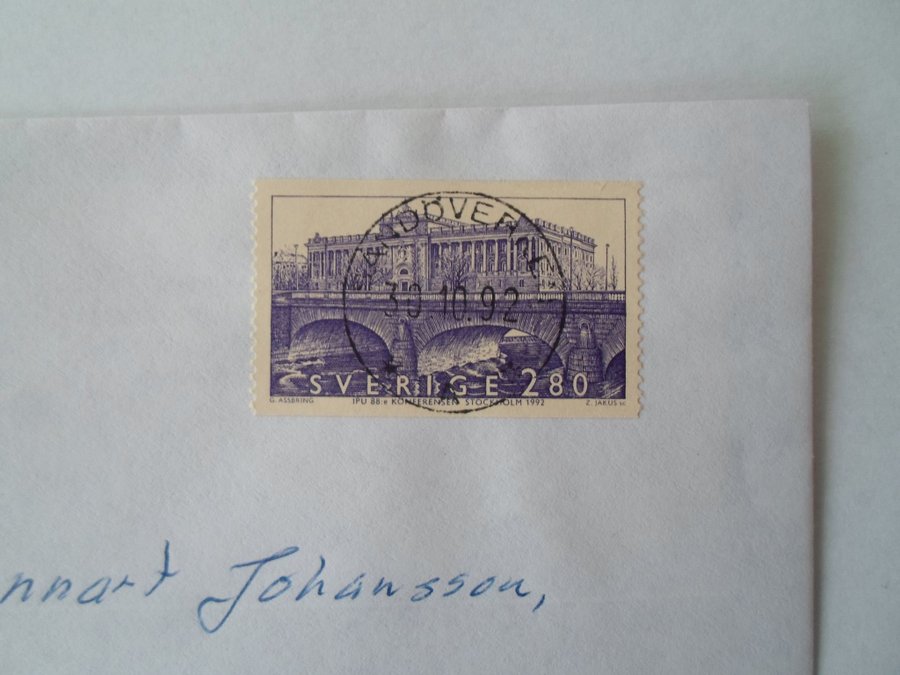 30.10.92
SVERIGE 280
G. ASSBRING IPU 88:e KONFERENSEN STOCKHOLM 1992 Z. JAKUS sc
Johansson,